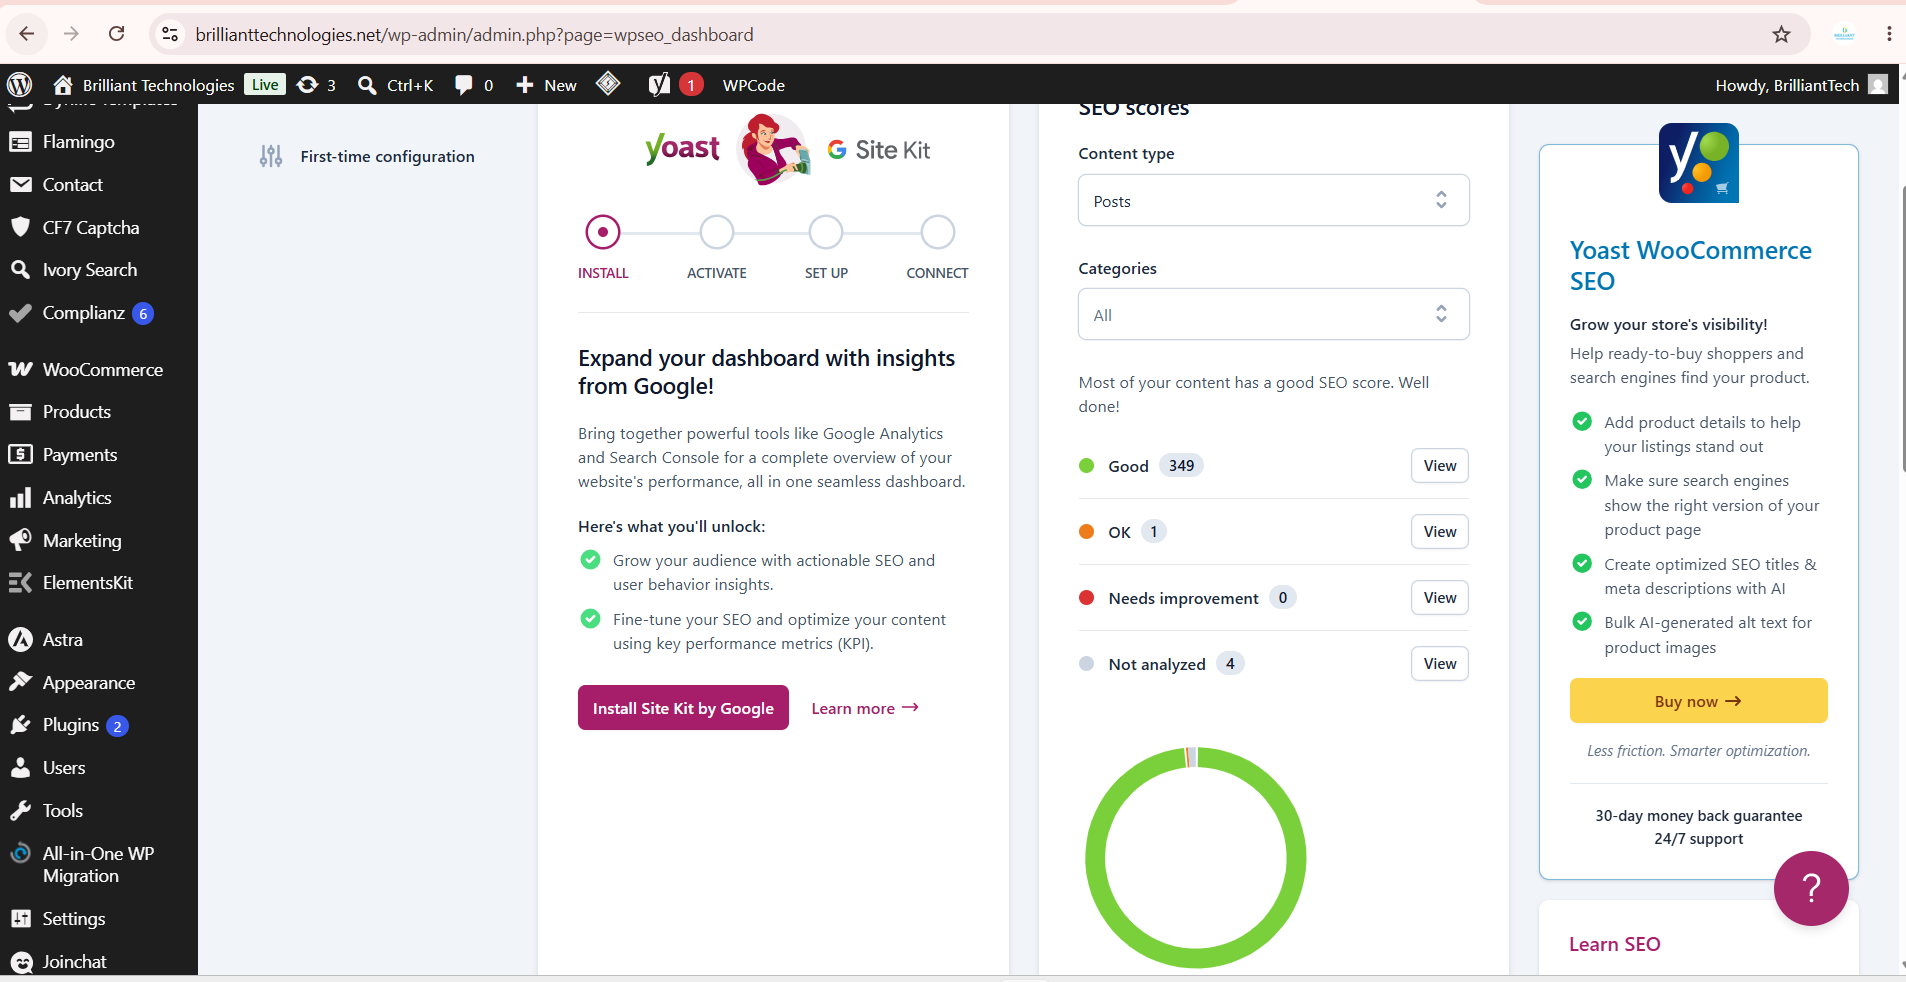 brillianttechnologies.net/wp-admin/admin.php?page=wpseo_dashboard
Brilliant Technologies Live 3 Ctrl+K 0 New 1 WPCode
Howdy, BrilliantTech
Flamingo
Contact
CF7 Captcha
Ivory Search
Complianz 6
WooCommerce
Products
Payments
Analytics
Marketing
ElementsKit
Astra
Appearance
Plugins 2
Users
Tools
All-in-One WP
Migration
Settings
Joinchat
First-time configuration
yoast
G Site Kit
INSTALL
ACTIVATE
SET UP
CONNECT
Expand your dashboard with insights
from Google!
Bring together powerful tools like Google Analytics
and Search Console for a complete overview of your
website's performance, all in one seamless dashboard.
Here's what you'll unlock:
Grow your audience with actionable SEO and
user behavior insights.
Fine-tune your SEO and optimize your content
using key performance metrics (KPI).
Install Site Kit by Google
Learn more →
SEO scores
Content type
Posts
Categories
All
Most of your content has a good SEO score. Well
done!
Good 349 View
OK 1 View
Needs improvement 0 View
Not analyzed 4 View
y
Yoast WooCommerce
SEO
Grow your store's visibility!
Help ready-to-buy shoppers and
search engines find your product.
Add product details to help
your listings stand out
Make sure search engines
show the right version of your
product page
Create optimized SEO titles &
meta descriptions with AI
Bulk AI-generated alt text for
product images
Buy now →
Less friction. Smarter optimization.
30-day money back guarantee
24/7 support
?
Learn SEO